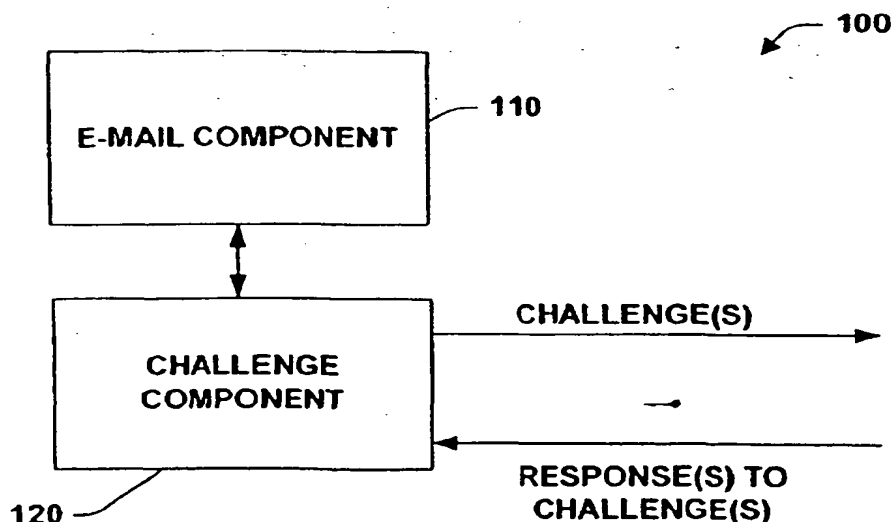 100
110
E-MAIL COMPONENT
CHALLENGE(S)
CHALLENGE
COMPONENT
RESPONSE(S) TO
CHALLENGE(S)
120